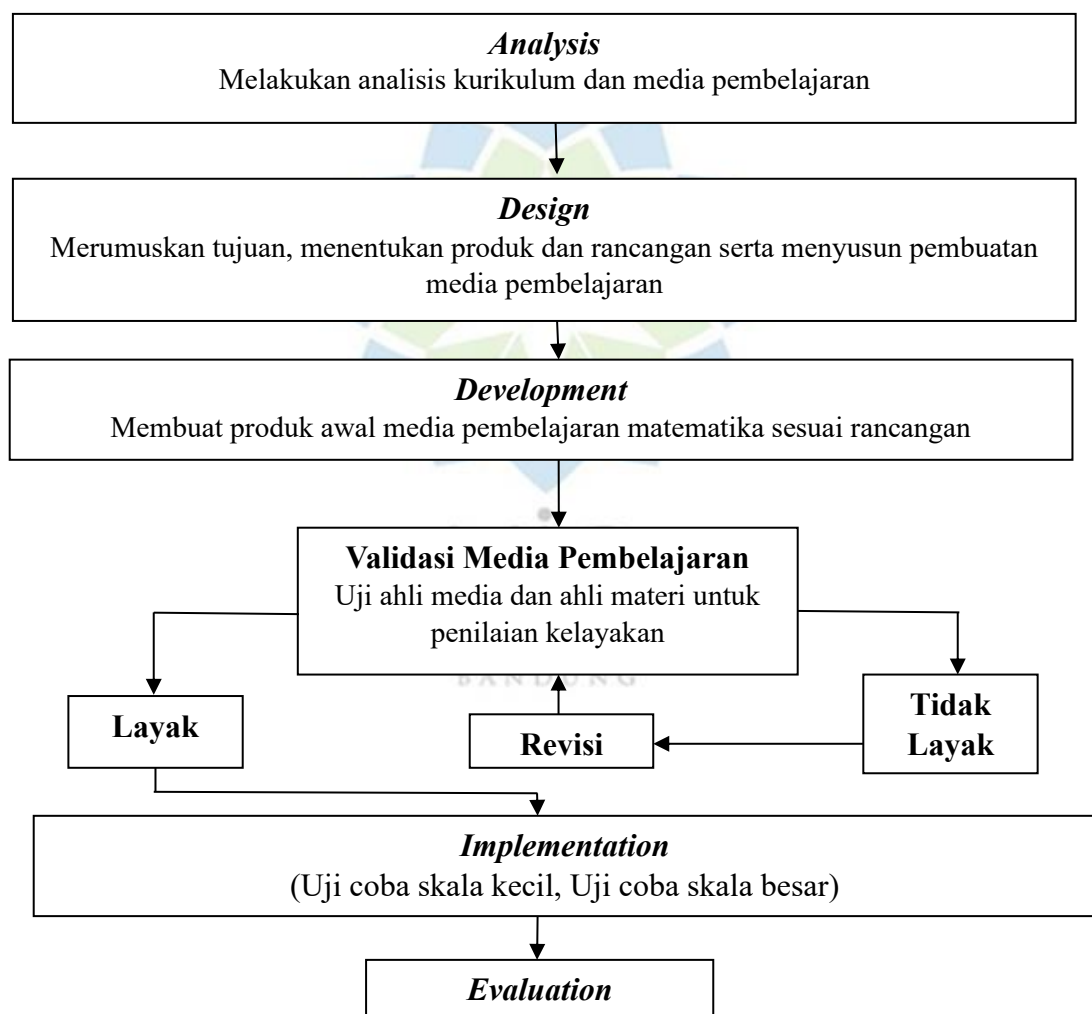 Analysis
Melakukan analisis kurikulum dan media pembelajaran
Design
Merumuskan tujuan, menentukan produk dan rancangan serta menyusun pembuatan
media pembelajaran
Development
Membuat produk awal media pembelajaran matematika sesuai rancangan
Validasi Media Pembelajaran
Uji ahli media dan ahli materi untuk
penilaian kelayakan
BANDUNG
Layak
Revisi
Tidak
Layak
Implementation
(Uji coba skala kecil, Uji coba skala besar)
Evaluation